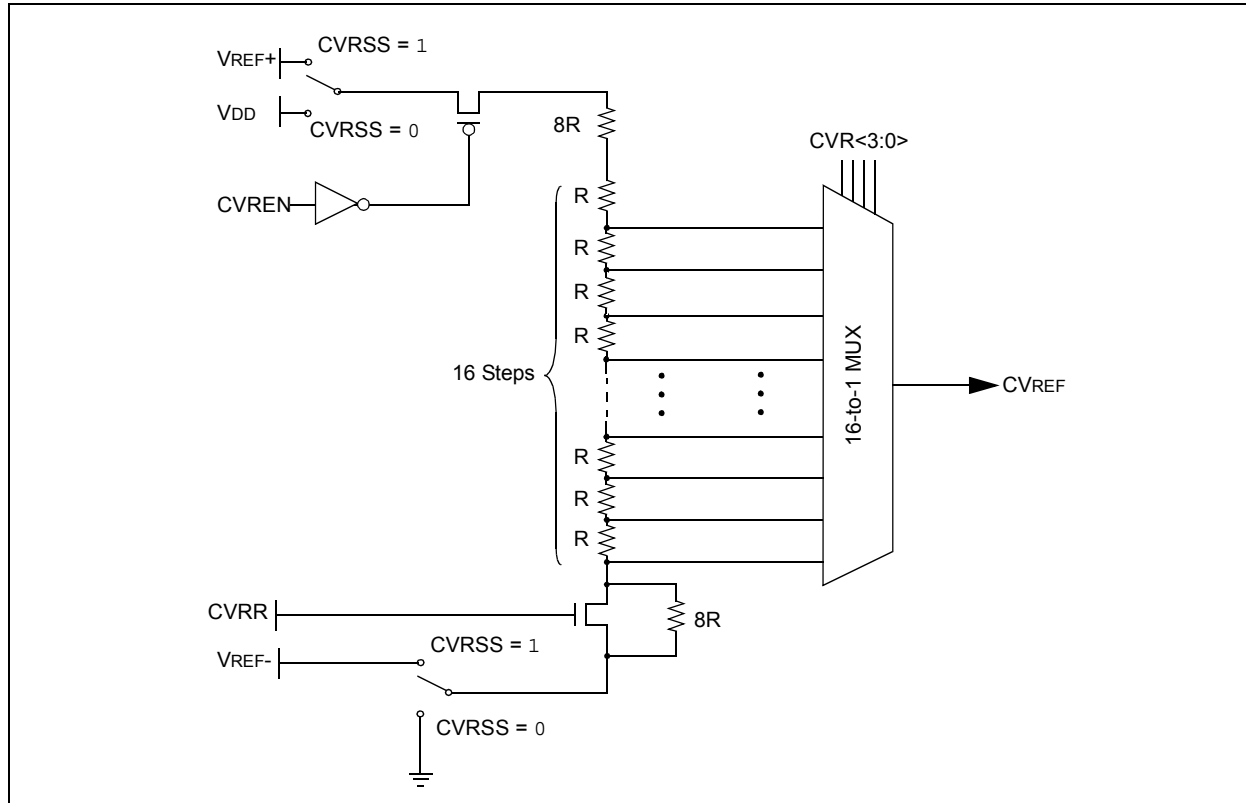 CVRSS = 1
VREF+
VDD
CVRSS = 0
8R
CVR<3:0>
CVREN
R
R
R
R
16 Steps
16-to-1 MUX
CVREF
R
R
R
CVRR
8R
CVRSS = 1
VREF-
CVRSS = 0